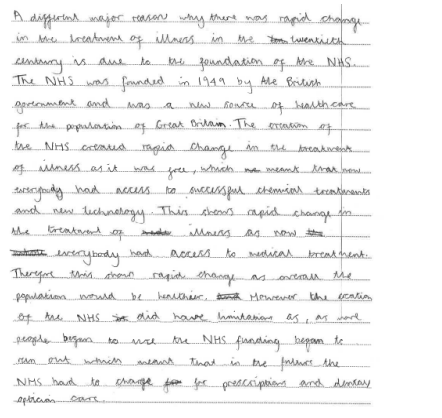 A different major reason why there was rapid change
in the treatment of illness in the twentieth
century is due to the foundation of the NHS.
The NHS was founded in 1949 by the British
government and was a new source of healthcare
for the population of Great Britain. The creation of
the NHS created rapid change in the treatment
of illness as it was free, which meant that now
everybody had access to successful chemical treatments
and new technology. This shows rapid change in
the treatment of illness as now
everybody had access to medical treatment.
Therefore this shows rapid change as overall the
population would be healthier. However the creation
of the NHS did have limitations as, as more
people began to use the NHS funding began to
run out which meant that in the future the
NHS had to charge for prescriptions and dentary
optician care.